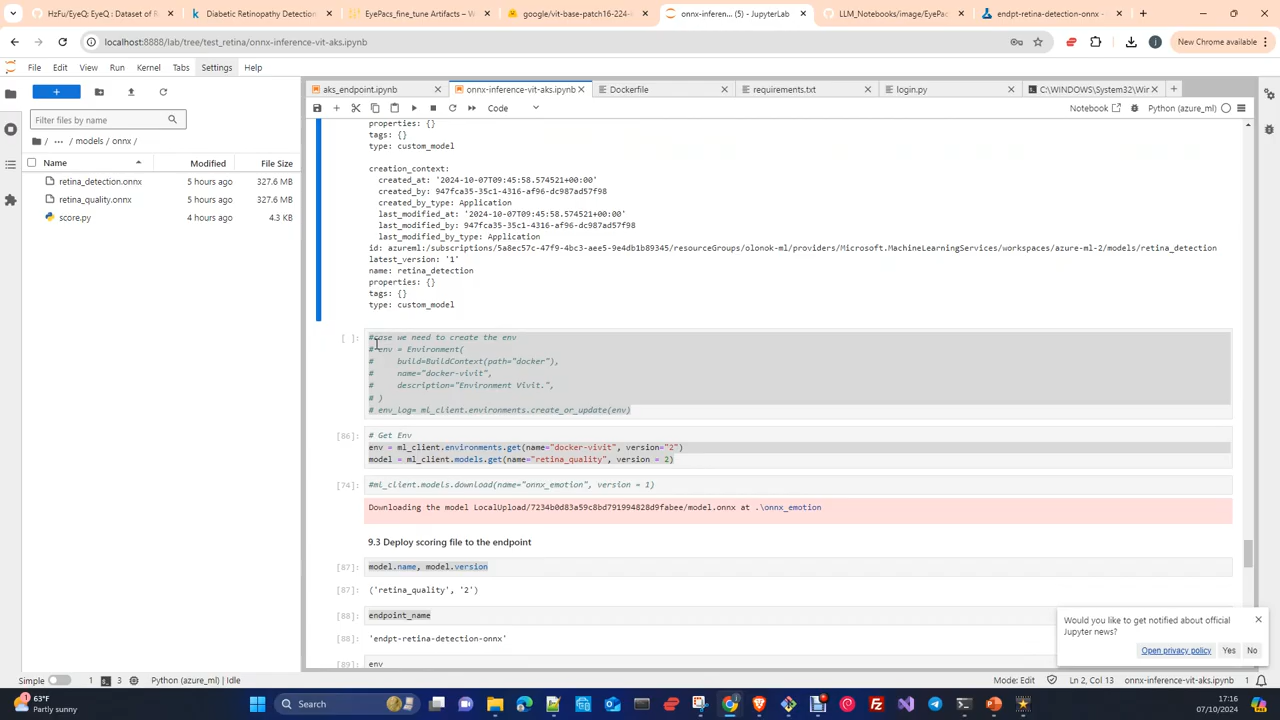 HzFu/EyeQ: EyeQ : Dataset of R
Diabetic Retinopathy Detection
EyePacs_fine_tune Artifacts – W
google/vit-base-patch16-224-
onnx-infere... (5) - JupyterLab
LLM_Notebooks/image/EyePac
endpt-retina-detection-onnx -
localhost:8888/lab/tree/test_retina/onnx-inference-vit-aks.ipynb
New Chrome available
File Edit View Run Kernel Tabs Settings Help
aks_endpoint.ipynb
onnx-inference-vit-aks.ipynb
Dockerfile
requirements.txt
login.py
C:\WINDOWS\System32\Wir
Code
Notebook
Python (azure_ml)
Filter files by name
/ ... / models / onnx /
Name Modified File Size
retina_detection.onnx 5 hours ago 327.6 MB
retina_quality.onnx 5 hours ago 327.6 MB
score.py 4 hours ago 4.3 KB
properties: {}
tags: {}
type: custom_model
creation_context:
created_at: '2024-10-07T09:45:58.574521+00:00'
created_by: 947fca35-35c1-4316-af96-dc987ad57f98
created_by_type: Application
last_modified_at: '2024-10-07T09:45:58.574521+00:00'
last_modified_by: 947fca35-35c1-4316-af96-dc987ad57f98
last_modified_by_type: Application
id: azureml:/subscriptions/5a8ec57c-47f9-4bc3-aee5-9e4db1b89345/resourceGroups/olonok-ml/providers/Microsoft.MachineLearningServices/workspaces/azure-ml-2/models/retina_detection
latest_version: '1'
name: retina_detection
properties: {}
tags: {}
type: custom_model
[ ]:
#case we need to create the env
# env = Environment(
# build=BuildContext(path="docker"),
# name="docker-vivit",
# description="Environment Vivit.",
# )
# env_log= ml_client.environments.create_or_update(env)
[86]:
# Get Env
env = ml_client.environments.get(name="docker-vivit", version="2")
model = ml_client.models.get(name="retina_quality", version = 2)
[74]:
#ml_client.models.download(name="onnx_emotion", version = 1)
Downloading the model LocalUpload/7234b0d83a59c8bd791994828d9fabee/model.onnx at .\onnx_emotion
9.3 Deploy scoring file to the endpoint
[87]:
model.name, model.version
[87]:
('retina_quality', '2')
[88]:
endpoint_name
[88]:
'endpt-retina-detection-onnx'
[89]:
env
Would you like to get notified about official
Jupyter news?
Open privacy policy Yes No
Simple 1 3 Python (azure_ml) | Idle
Mode: Edit Ln 2, Col 13 onnx-inference-vit-aks.ipynb 1
63°F
Partly sunny
Search
17:16
07/10/2024